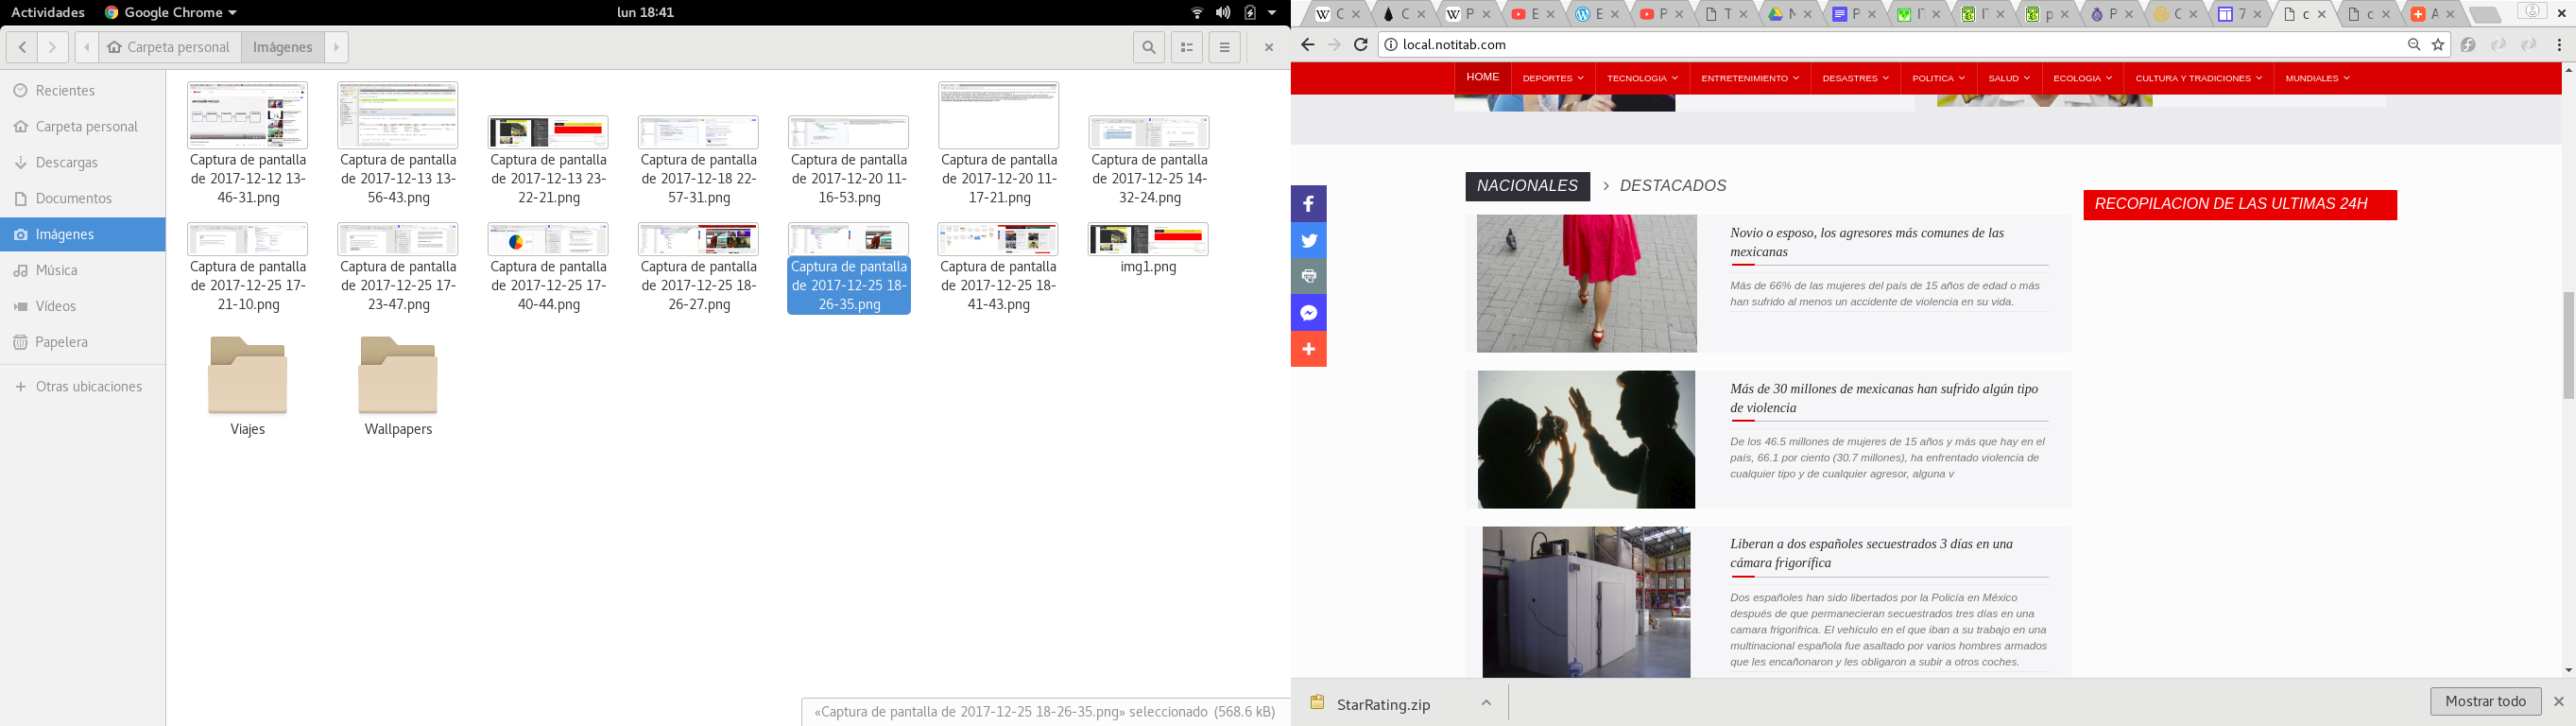 Actividades
Google Chrome
lun 18:41
Carpeta personal
Imágenes
Recientes
Carpeta personal
Descargas
Documentos
Imágenes
Música
Vídeos
Papelera
Otras ubicaciones
Captura de pantalla
de 2017-12-12 13-
46-31.png
Captura de pantalla
de 2017-12-13 13-
56-43.png
Captura de pantalla
de 2017-12-13 23-
22-21.png
Captura de pantalla
de 2017-12-18 22-
57-31.png
Captura de pantalla
de 2017-12-20 11-
16-53.png
Captura de pantalla
de 2017-12-20 11-
17-21.png
Captura de pantalla
de 2017-12-25 14-
32-24.png
Captura de pantalla
de 2017-12-25 17-
21-10.png
Captura de pantalla
de 2017-12-25 17-
23-47.png
Captura de pantalla
de 2017-12-25 17-
40-44.png
Captura de pantalla
de 2017-12-25 18-
26-27.png
Captura de pantalla
de 2017-12-25 18-
26-35.png
Captura de pantalla
de 2017-12-25 18-
41-43.png
img1.png
Viajes
Wallpapers
«Captura de pantalla de 2017-12-25 18-26-35.png» seleccionado (568.6 kB)
local.notitab.com
HOME
DEPORTES
TECNOLOGIA
ENTRETENIMIENTO
DESASTRES
POLITICA
SALUD
ECOLOGIA
CULTURA Y TRADICIONES
MUNDIALES
NACIONALES
DESTACADOS
RECOPILACION DE LAS ULTIMAS 24H
Novio o esposo, los agresores más comunes de las
mexicanas
Más de 66% de las mujeres del país de 15 años de edad o más
han sufrido al menos un accidente de violencia en su vida.
Más de 30 millones de mexicanas han sufrido algún tipo
de violencia
De los 46.5 millones de mujeres de 15 años y más que hay en el
país, 66.1 por ciento (30.7 millones), ha enfrentado violencia de
cualquier tipo y de cualquier agresor, alguna v
Liberan a dos españoles secuestrados 3 días en una
cámara frigorífica
Dos españoles han sido libertados por la Policía en México
después de que permanecieran secuestrados tres días en una
camara frigorifrica. El vehículo en el que iban a su trabajo en una
multinacional española fue asaltado por varios hombres armados
que les encañonaron y les obligaron a subir a otros coches.
StarRating.zip
Mostrar todo